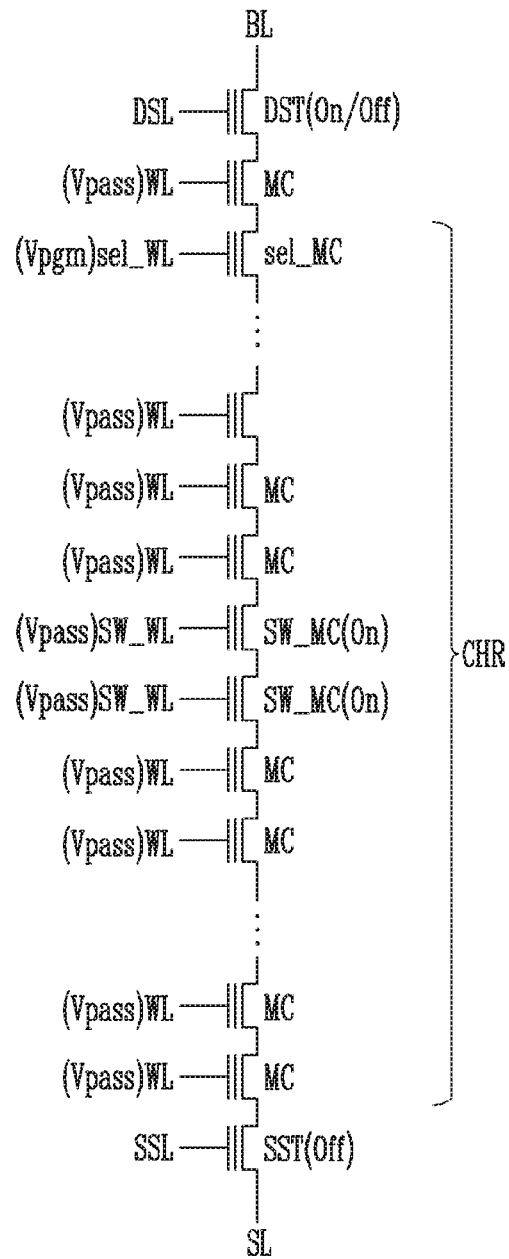 BL
DSL DST(On/Off)
(Vpass)WL MC
(Vpgm)sel_WL sel_MC
(Vpass)WL
(Vpass)WL MC
(Vpass)WL MC
(Vpass)SW_WL SW_MC(On)
CHR
(Vpass)SW_WL SW_MC(On)
(Vpass)WL MC
(Vpass)WL MC
(Vpass)WL MC
(Vpass)WL MC
SSL SST(Off)
SL